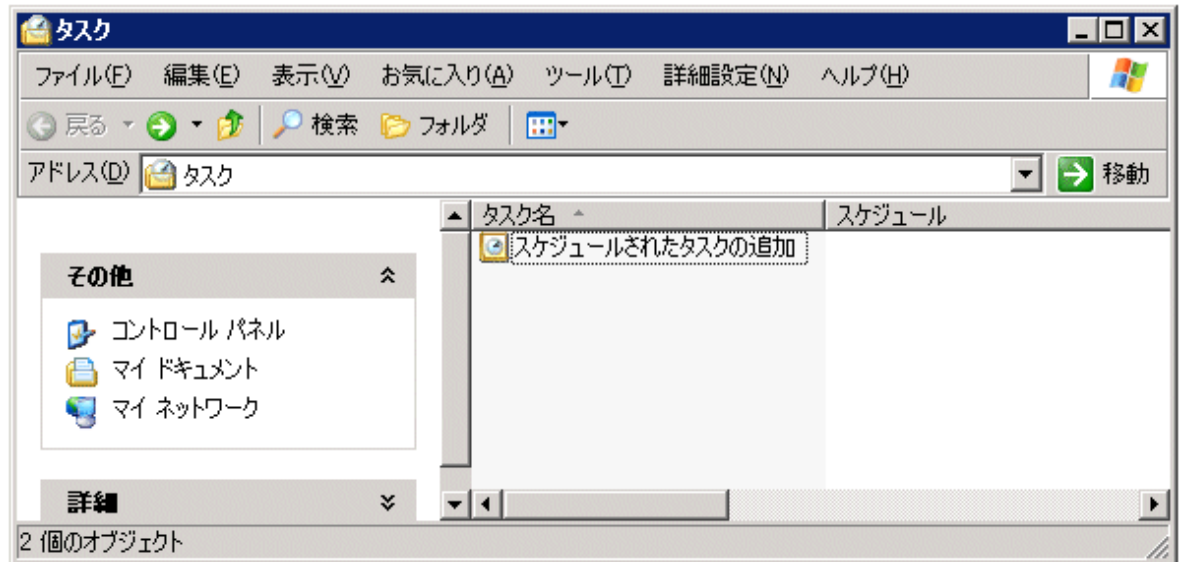 タスク
ファイル(F) 編集(E) 表示(V) お気に入り(A) ツール(T) 詳細設定(N) ヘルプ(H)
戻る 検索 フォルダ
アドレス(D) タスク 移動
タスク名 スケジュール
スケジュールされたタスクの追加
その他
コントロール パネル
マイ ドキュメント
マイ ネットワーク
詳細
2 個のオブジェクト